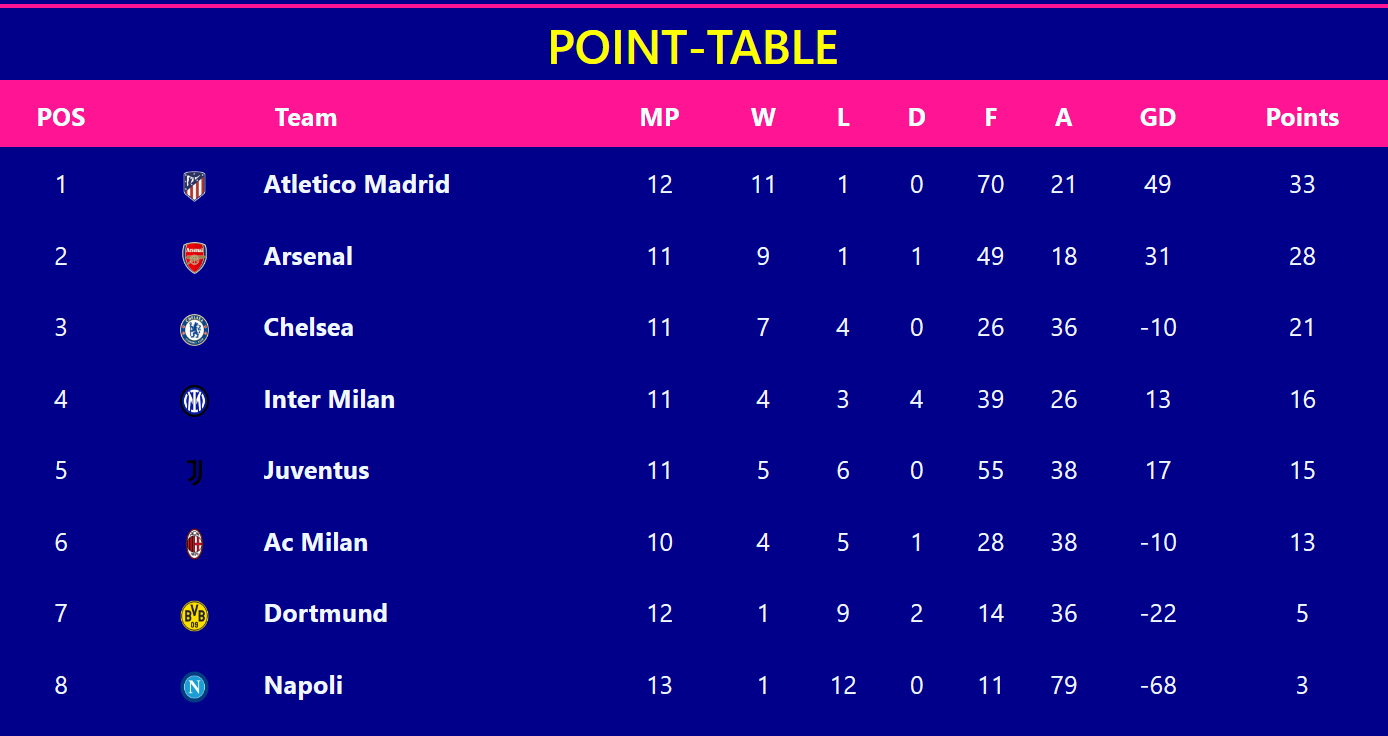 POINT-TABLE
POS Team MP W L D F A GD Points
1 Atletico Madrid 12 11 1 0 70 21 49 33
2 Arsenal 11 9 1 1 49 18 31 28
3 Chelsea 11 7 4 0 26 36 -10 21
4 Inter Milan 11 4 3 4 39 26 13 16
5 Juventus 11 5 6 0 55 38 17 15
6 Ac Milan 10 4 5 1 28 38 -10 13
7 BVB 09 Dortmund 12 1 9 2 14 36 -22 5
8 N Napoli 13 1 12 0 11 79 -68 3